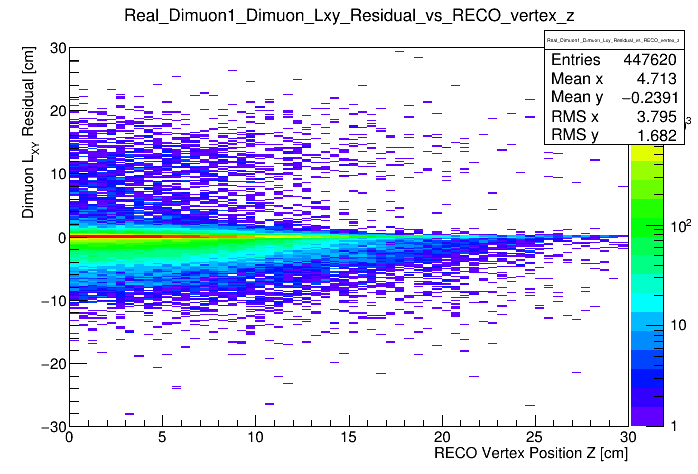 Real_Dimuon1_Dimuon_Lxy_Residual_vs_RECO_vertex_z
Real_Dimuon1_Dimuon_Lxy_Residual_vs_RECO_vertex_z
Entries 447620
Mean x 4.713
Mean y −0.2391
RMS x 3.795
RMS y 1.682
Dimuon LXY Residual [cm]
30
20
10
0
−10
−20
−30
0 5 10 15 20 25 30
RECO Vertex Position Z [cm]
3
10²
10
1